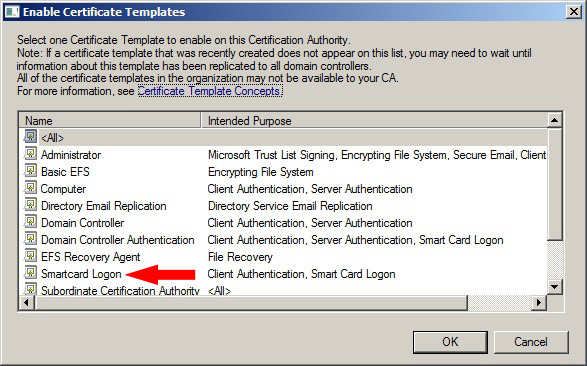 Enable Certificate Templates
Select one Certificate Template to enable on this Certification Authority.
Note: If a certificate template that was recently created does not appear on this list, you may need to wait until
information about this template has been replicated to all domain controllers.
All of the certificate templates in the organization may not be available to your CA.
For more information, see Certificate Template Concepts.
Name Intended Purpose
<All>
Administrator Microsoft Trust List Signing, Encrypting File System, Secure Email, Client
Basic EFS Encrypting File System
Computer Client Authentication, Server Authentication
Directory Email Replication Directory Service Email Replication
Domain Controller Client Authentication, Server Authentication
Domain Controller Authentication Client Authentication, Server Authentication, Smart Card Logon
EFS Recovery Agent File Recovery
Smartcard Logon Client Authentication, Smart Card Logon
Subordinate Certification Authority <All>
OK Cancel